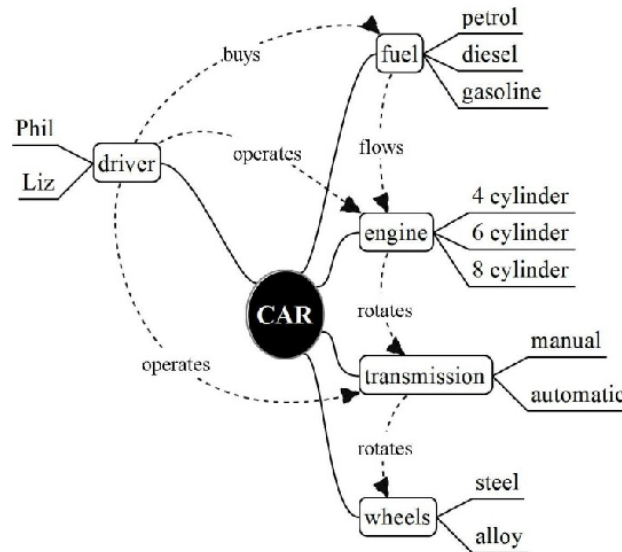 petrol
fuel
diesel
gasoline
buys
Phil
driver
Liz
operates
flows
4 cylinder
engine
6 cylinder
8 cylinder
CAR
rotates
manual
operates
transmission
automatic
rotates
steel
wheels
alloy